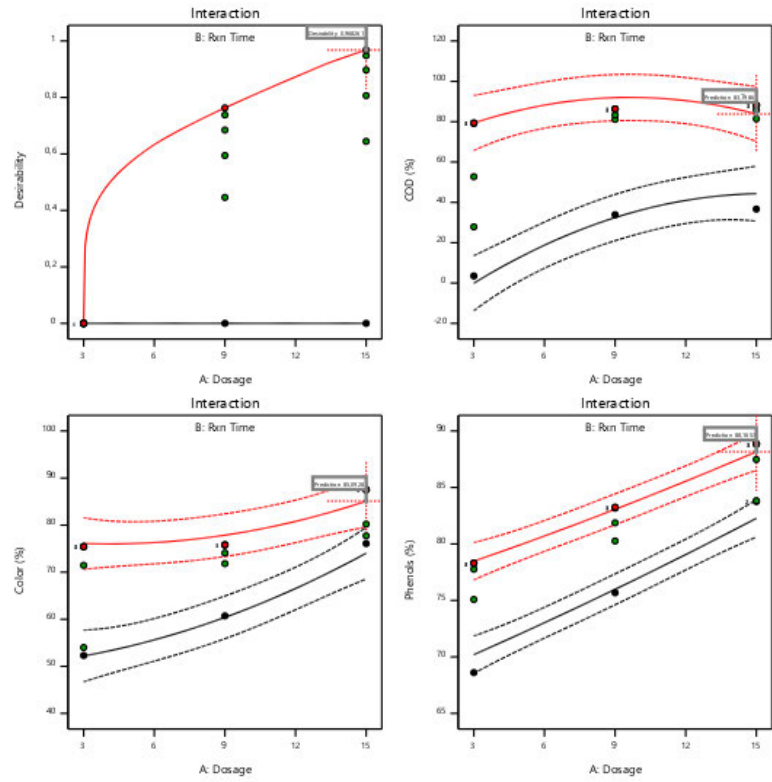 Interaction
B: Rxn Time
Desirability
1
0,8
0,6
0,4
0,2
0
3
6
9
12
15
A: Dosage
Interaction
B: Rxn Time
COD (%)
120
100
80
60
40
20
0
-20
3
6
9
12
15
A: Dosage
Interaction
B: Rxn Time
Prediction
Color (%)
100
90
80
70
60
50
40
3
6
9
12
15
A: Dosage
Interaction
B: Rxn Time
Prediction
Phenols (%)
90
85
80
75
70
65
3
6
9
12
15
A: Dosage